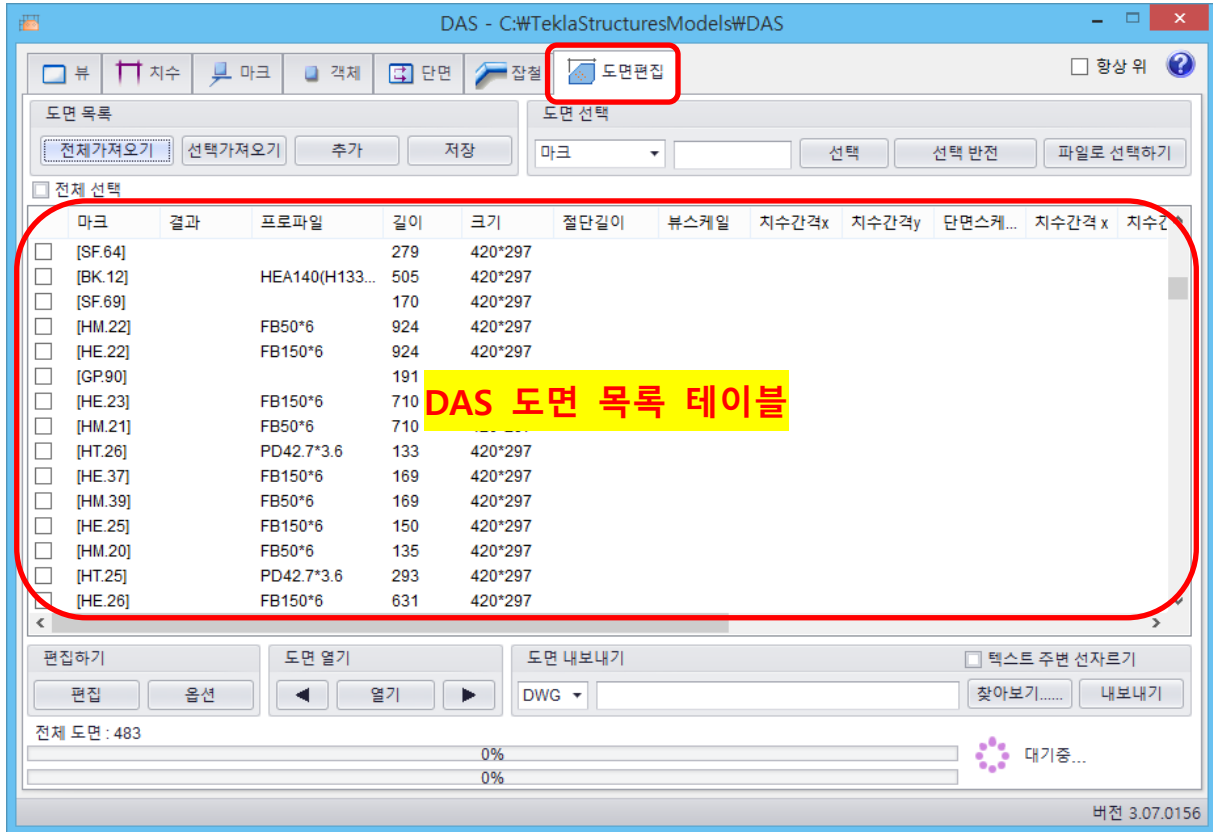 DAS - C:₩TeklaStructuresModels₩DAS
뷰 치수 마크 객체 단면 잡철 도면편집 항상 위
도면 목록 도면 선택
전체가져오기 선택가져오기 추가 저장 마크 선택 선택 반전 파일로 선택하기
전체 선택
마크 결과 프로파일 길이 크기 절단길이 뷰스케일 치수간격x 치수간격y 단면스케... 치수간격 x
[SF.64] 279 420*297
[BK.12] HEA140(H133... 505 420*297
[SF.69] 170 420*297
[HM.22] FB50*6 924 420*297
[HE.22] FB150*6 924 420*297
[GP.90] 191
[HE.23] FB150*6 710
DAS 도면 목록 테이블
[HM.21] FB50*6 710
[HT.26] PD42.7*3.6 133 420*297
[HE.37] FB150*6 169 420*297
[HM.39] FB50*6 169 420*297
[HE.25] FB150*6 150 420*297
[HM.20] FB50*6 135 420*297
[HT.25] PD42.7*3.6 293 420*297
[HE.26] FB150*6 631 420*297
편집하기 도면 열기 도면 내보내기 텍스트 주변 선자르기
편집 옵션 ◀ 열기 ▶ DWG 찾아보기...... 내보내기
전체 도면 : 483
0%
대기중...
0%
버전 3.07.0156